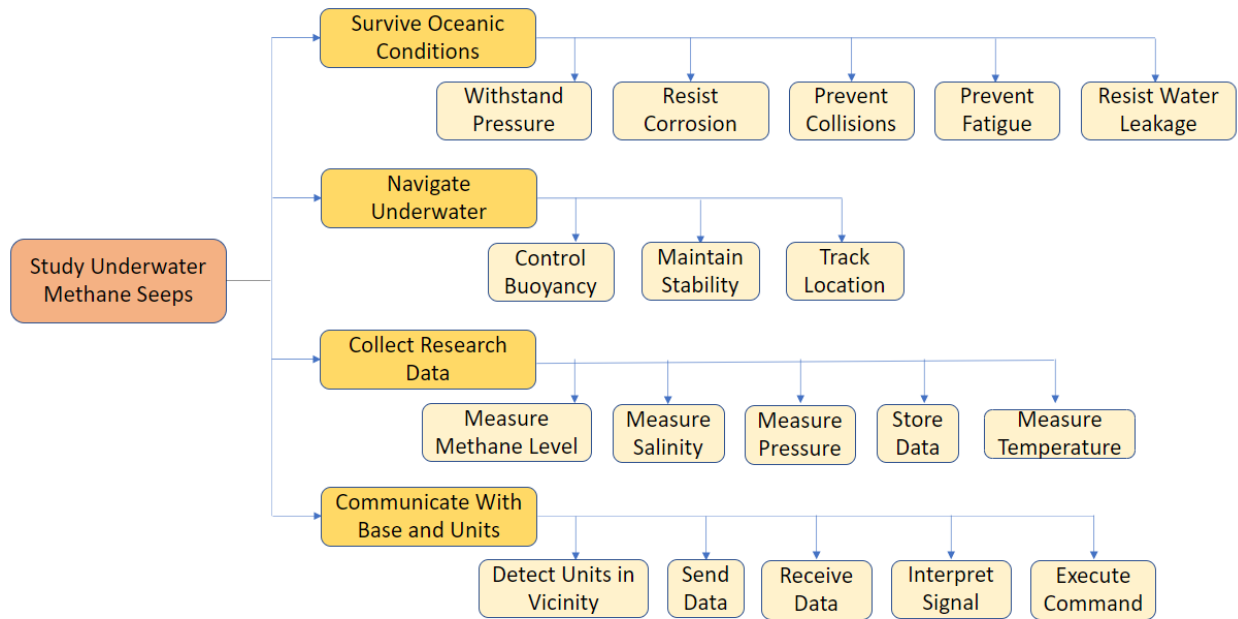 Survive Oceanic
Conditions
Withstand
Pressure
Resist
Corrosion
Prevent
Collisions
Prevent
Fatigue
Resist Water
Leakage
Navigate
Underwater
Control
Buoyancy
Maintain
Stability
Track
Location
Study Underwater
Methane Seeps
Collect Research
Data
Measure
Methane Level
Measure
Salinity
Measure
Pressure
Store
Data
Measure
Temperature
Communicate With
Base and Units
Detect Units in
Vicinity
Send
Data
Receive
Data
Interpret
Signal
Execute
Command